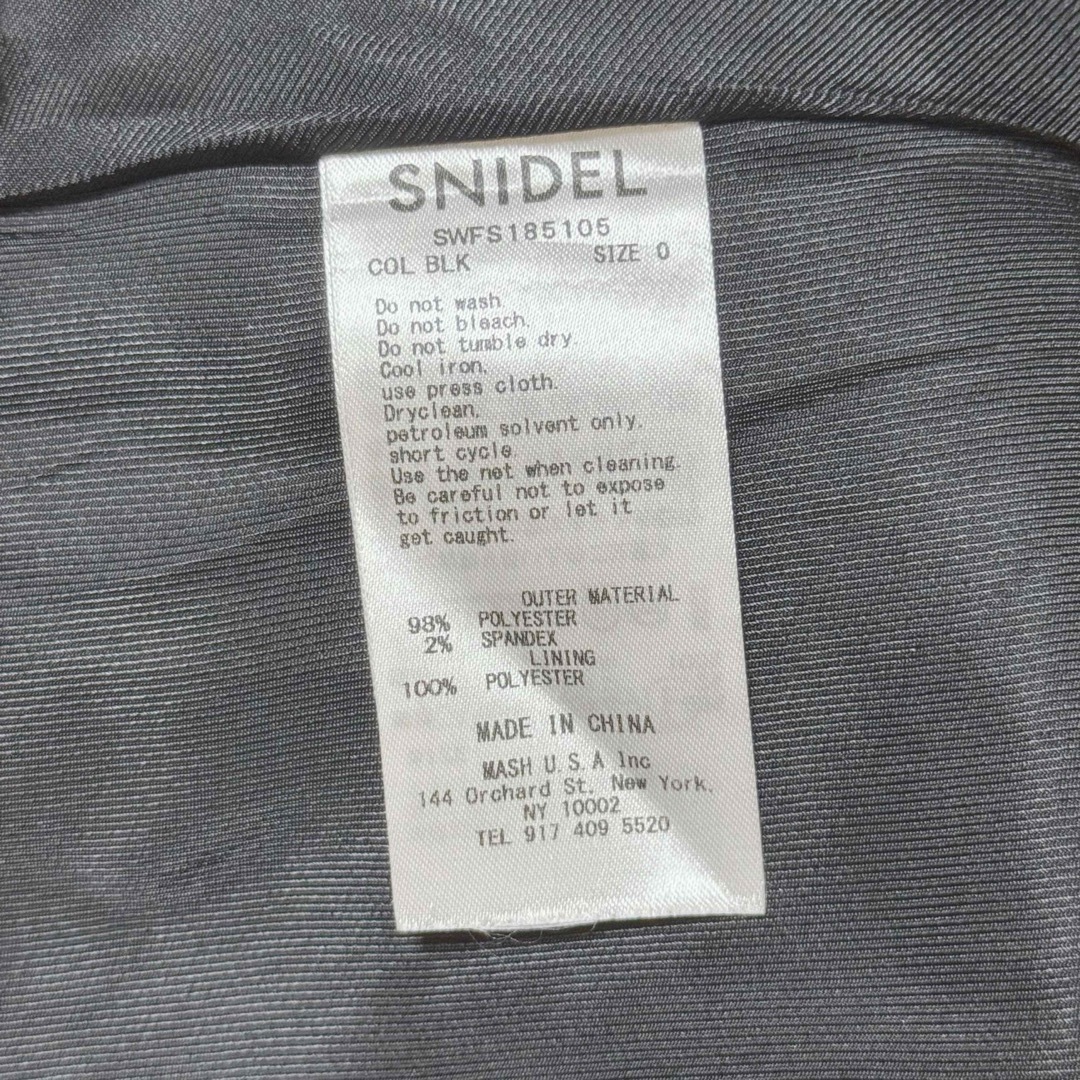 SNIDEL
SWFS185105
COL BLK SIZE 0
Do not wash.
Do not bleach.
Do not tumble dry.
Cool iron.
use press cloth.
Dryclean.
petroleum solvent only.
short cycle.
Use the net when cleaning.
Be careful not to expose
to friction or let it
get caught.
OUTER MATERIAL
98% POLYESTER
2% SPANDEX
LINING
100% POLYESTER
MADE IN CHINA
MASH U.S.A Inc
144 Orchard St. New York.
NY 10002
TEL 917 409 5520